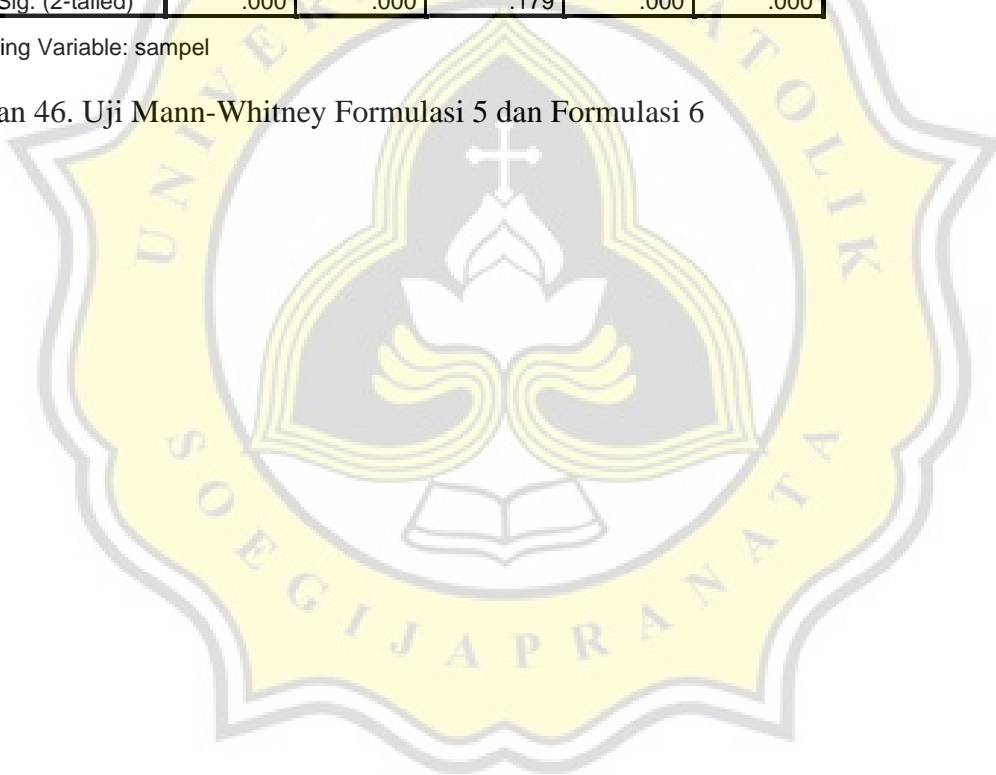 Sig. (2-tailed) .000 .000 .179 .000 .000
ing Variable: sampel
an 46. Uji Mann-Whitney Formulasi 5 dan Formulasi 6
SOEGIJAPRANATA